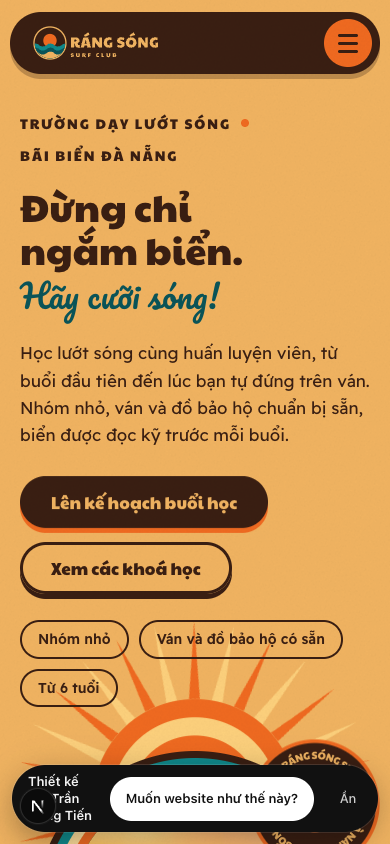 RÁNG SÓNG
SURF CLUB
TRƯỜNG DẠY LƯỚT SÓNG
BÃI BIỂN ĐÀ NẴNG
Đừng chỉ
ngắm biển.
Hãy cưỡi sóng!
Học lướt sóng cùng huấn luyện viên, từ
buổi đầu tiên đến lúc bạn tự đứng trên ván.
Nhóm nhỏ, ván và đồ bảo hộ chuẩn bị sẵn,
biển được đọc kỹ trước mỗi buổi.
Lên kế hoạch buổi học
Xem các khoá học
Nhóm nhỏ
Ván và đồ bảo hộ có sẵn
Từ 6 tuổi
RÁNG SÓNG
Thiết kế
Trần
Tiến
N
Muốn website như thế này?
Ẩn